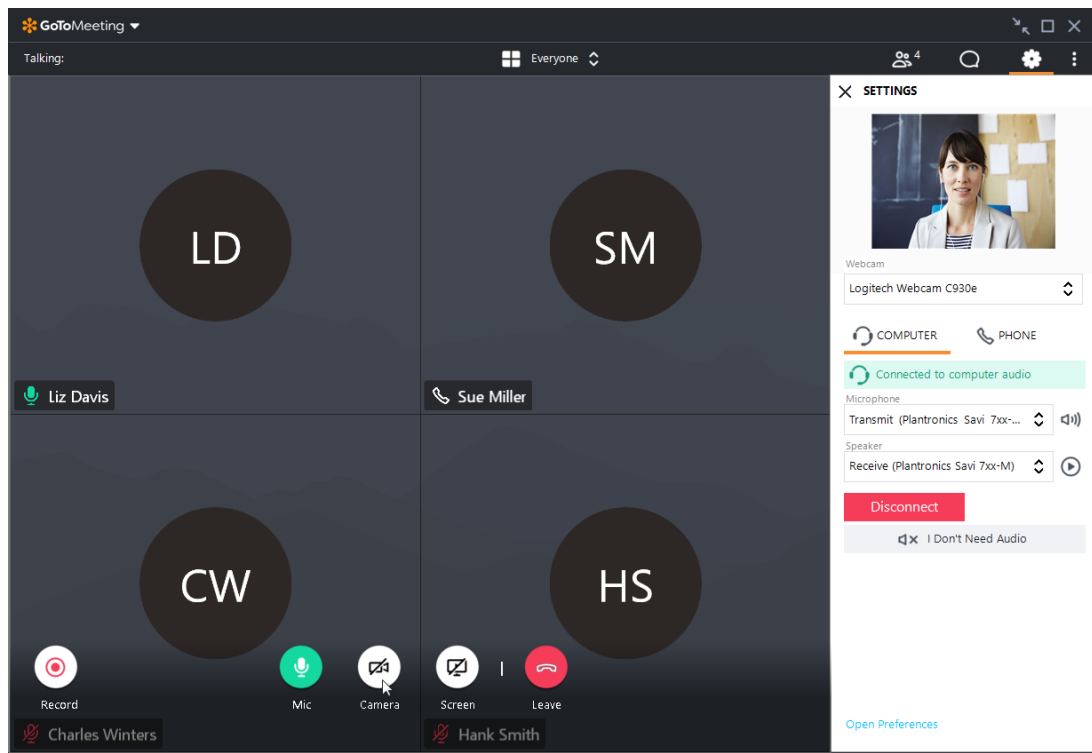 GoToMeeting
Talking:
Everyone
4
SETTINGS
LD
SM
Liz Davis
Sue Miller
CW
HS
Record
Mic
Camera
Screen
Leave
Charles Winters
Hank Smith
Webcam
Logitech Webcam C930e
COMPUTER
PHONE
Connected to computer audio
Microphone
Transmit (Plantronics Savi 7xx-...
Speaker
Receive (Plantronics Savi 7xx-M)
Disconnect
I Don't Need Audio
Open Preferences